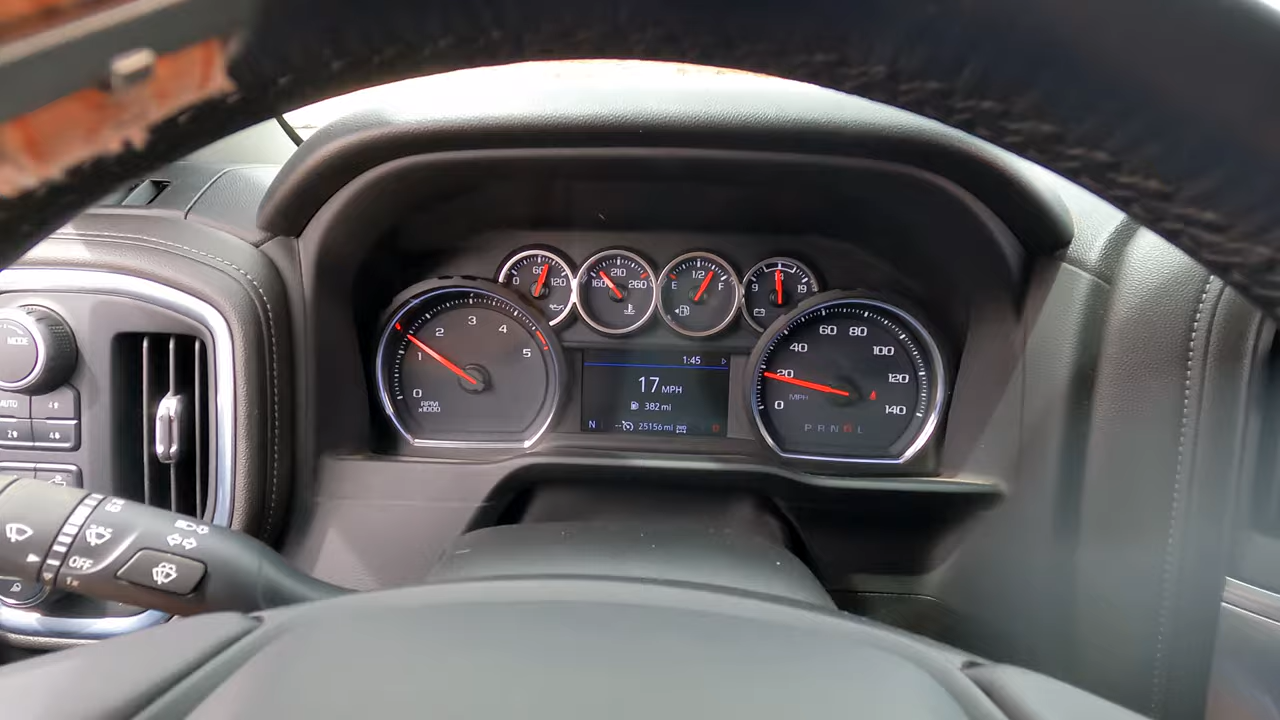 0 60 120
160 210 260
E 1/2 F
9 14 19
0 1 2 3 4 5
RPM
x1000
1:45
17 MPH
382 mi
N 25156 mi
0 20 40 60 80 100 120 140
MPH
P R N D L
MODE
AUTO
OFF
1x